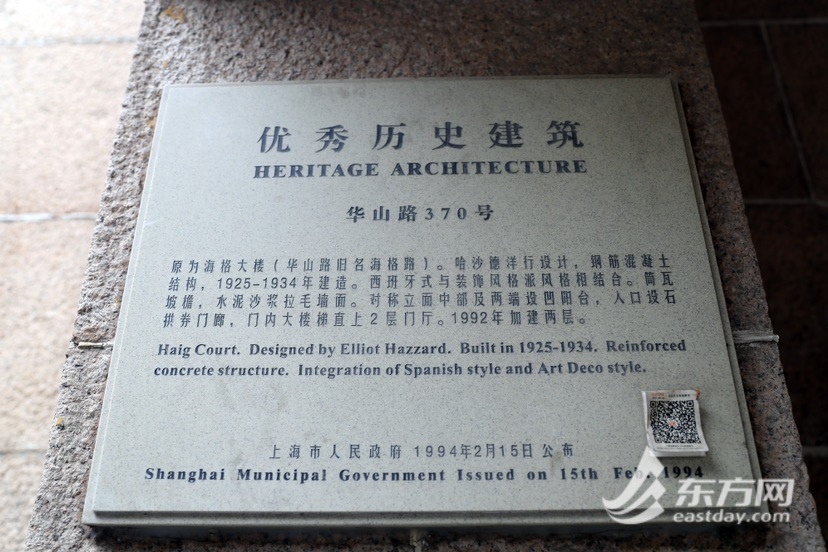 优秀历史建筑
HERITAGE ARCHITECTURE
华山路370号
原为海格大楼（华山路旧名海格路）。哈沙德洋行设计，钢筋混凝土
结构，1925-1934年建造。西班牙式与装饰风格派风格相结合。筒瓦
坡檐，水泥沙浆拉毛墙面。对称立面中部及两端设凹阳台，入口设石
拱券门廊，门内大楼梯直上2层门厅。1992年加建两层。
Haig Court. Designed by Elliot Hazzard. Built in 1925-1934. Reinforced
concrete structure. Integration of Spanish style and Art Deco style.
上海市人民政府 1994年2月15日公布
Shanghai Municipal Government Issued on 15th Feb. 1994
东方网
eastday.com